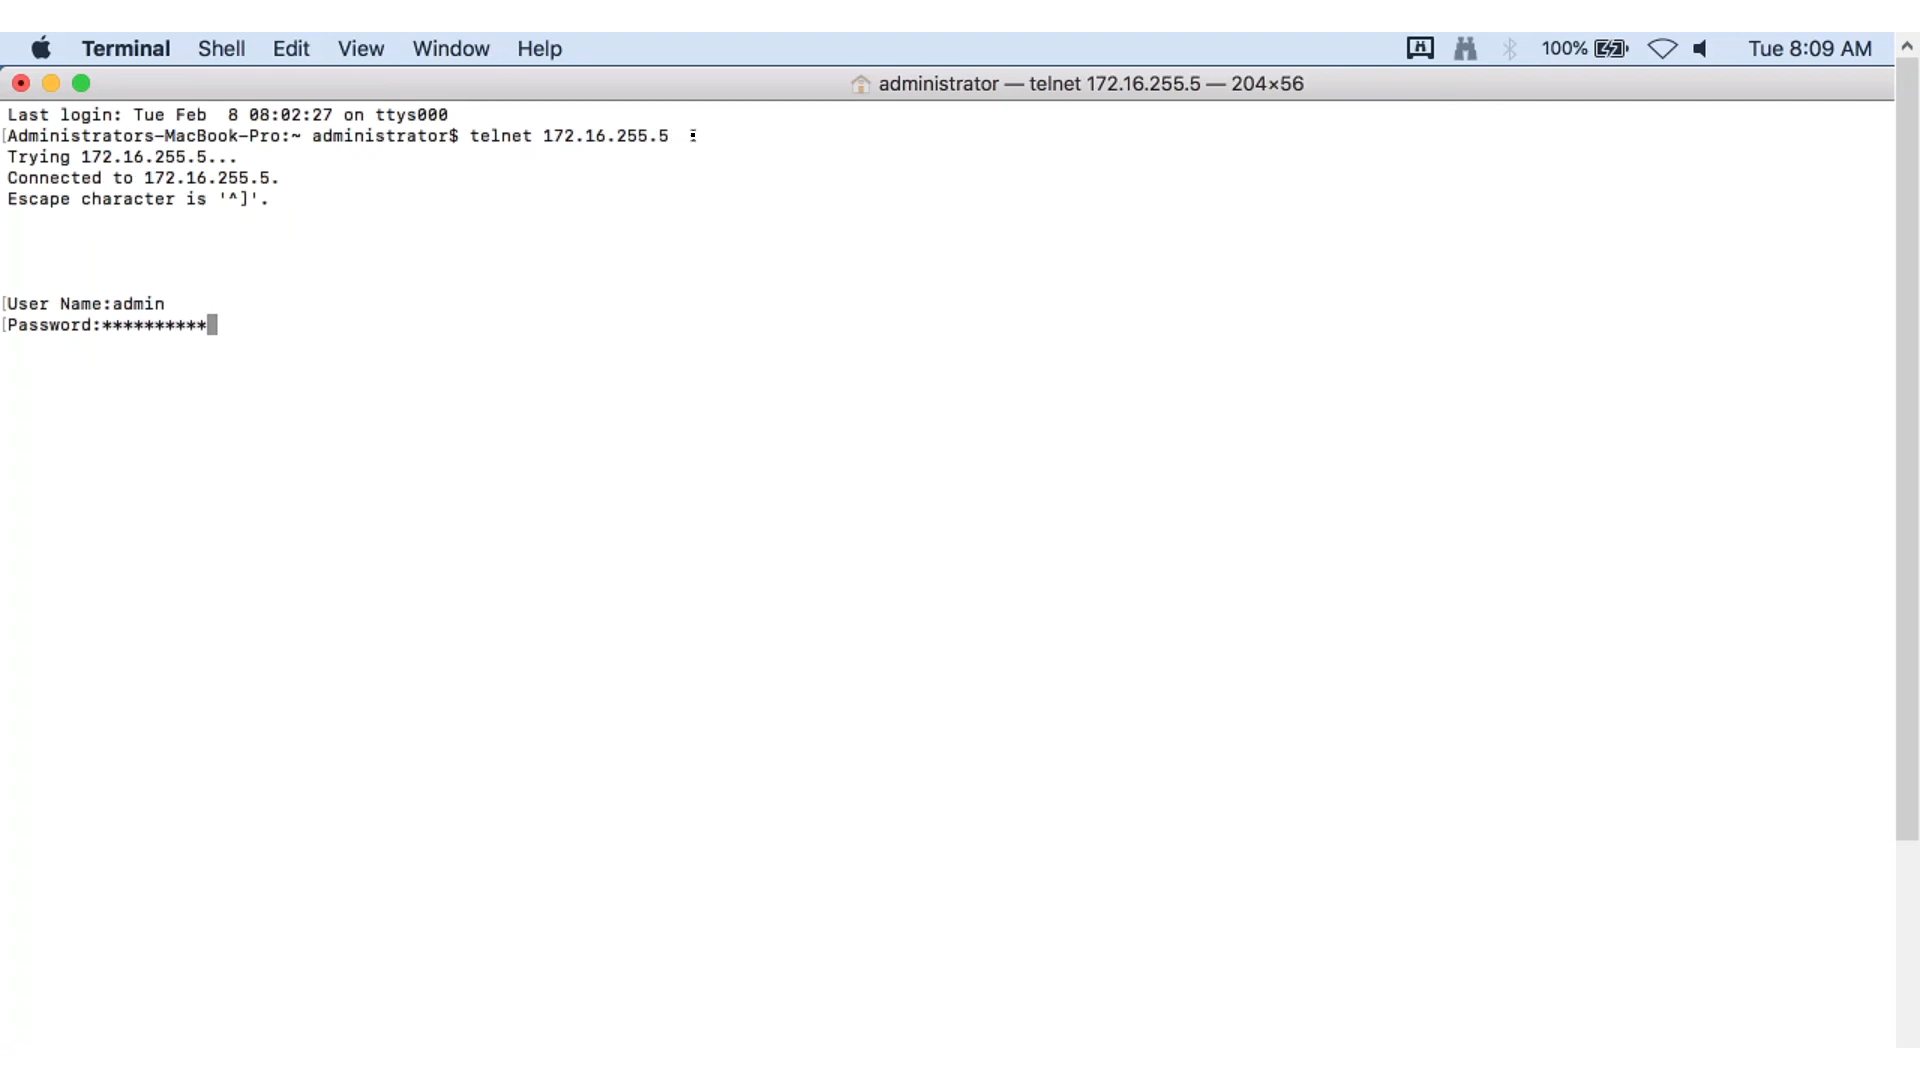 Terminal Shell Edit View Window Help 100% Tue 8:09 AM
administrator — telnet 172.16.255.5 — 204×56
Last login: Tue Feb  8 08:02:27 on ttys000
[Administrators-MacBook-Pro:~ administrator$ telnet 172.16.255.5
Trying 172.16.255.5...
Connected to 172.16.255.5.
Escape character is '^]'.
[User Name:admin
[Password:**********